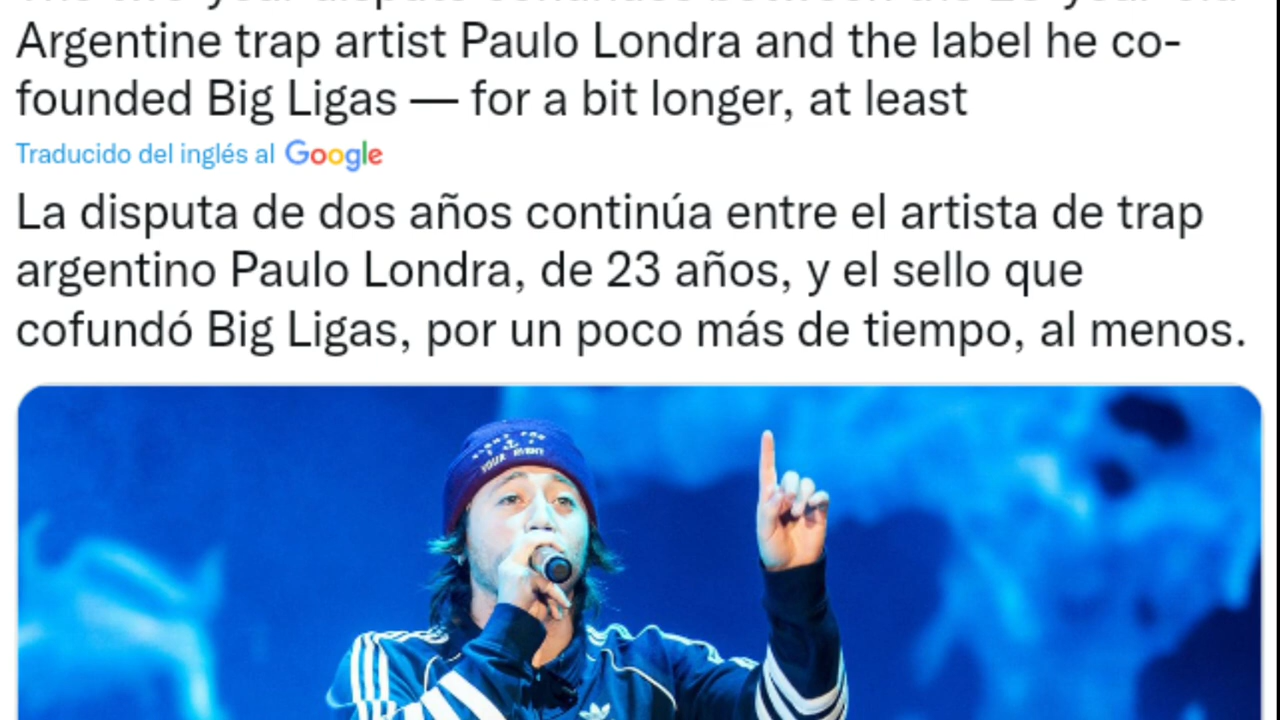 Argentine trap artist Paulo Londra and the label he co-
founded Big Ligas — for a bit longer, at least
Traducido del inglés al Google
La disputa de dos años continúa entre el artista de trap
argentino Paulo Londra, de 23 años, y el sello que
cofundó Big Ligas, por un poco más de tiempo, al menos.
YOUR